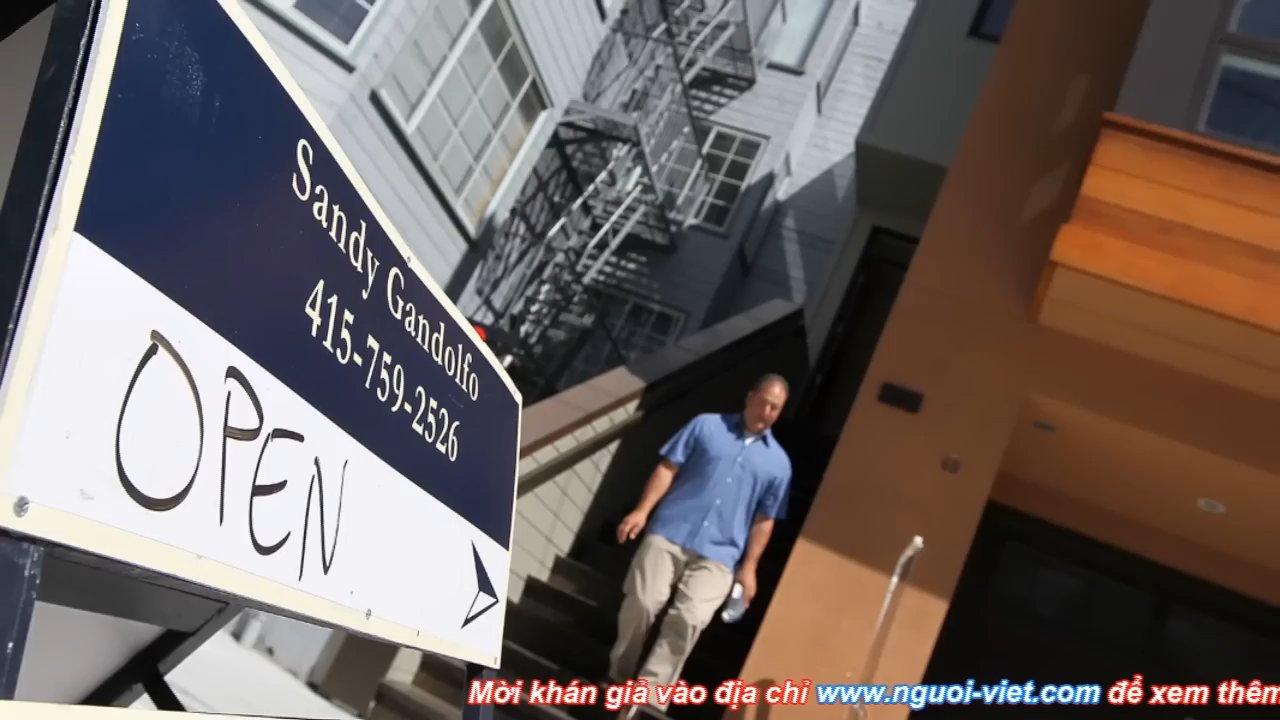 Sandy Gandolfo
415-759-2526
OPEN
Mời khán giả vào địa chỉ www.nguoi-viet.com để xem thêm